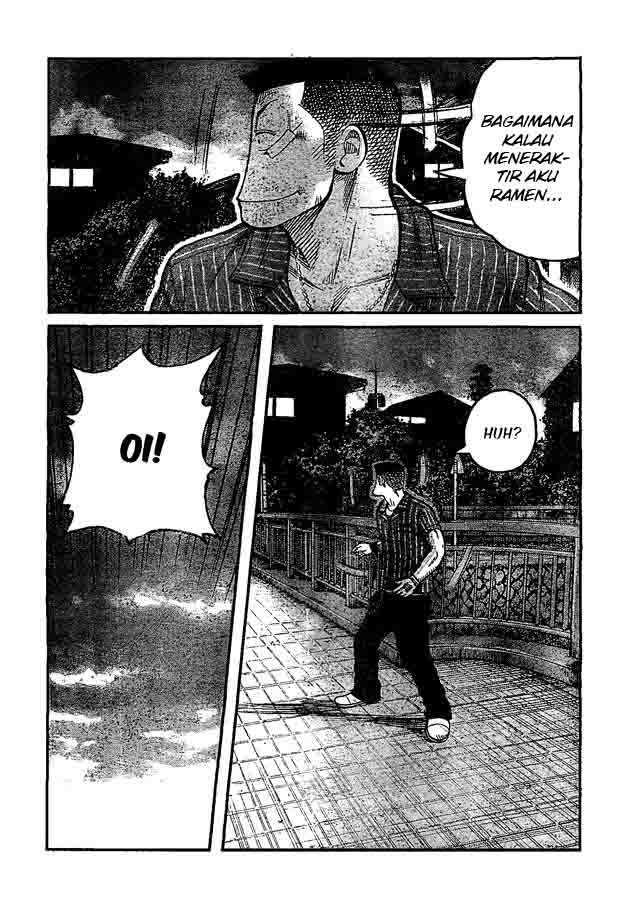 BAGAIMANA
KALAU
MENERAK-
TIR AKU
RAMEN...
OI!
HUH?